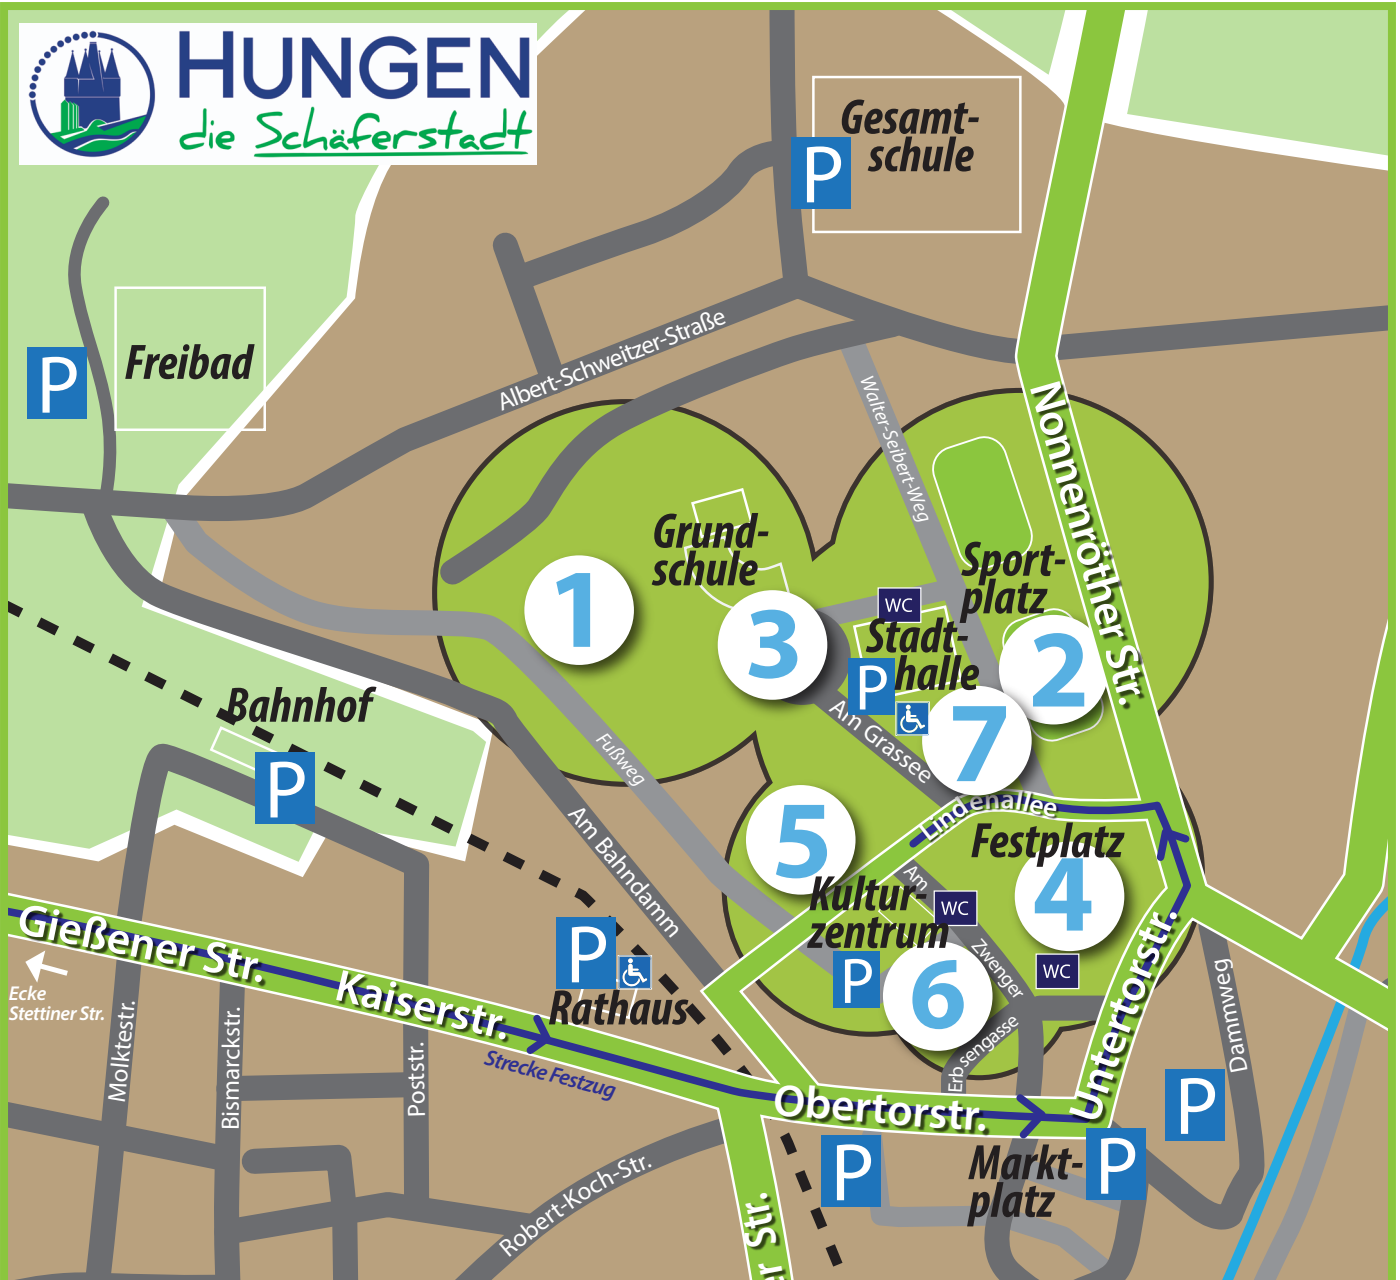 HUNGEN
die Schäferstadt
Gesamt-
schule
P
Freibad
P
Albert-Schweitzer-Straße
Walter-Seibert-Weg
Nonnenröther Str.
Grund-
schule
Sport-
platz
1
3
WC
Stadt-
halle
P
2
7
Am Grassee
Bahnhof
P
Fußweg
Am Bahndamm
5
Lindenallee
Festplatz
4
Kultur-
zentrum
Am
Zwenger
WC
WC
P
6
Erbsengasse
Untertorstr.
Dammweg
Gießener Str.
Kaiserstr.
Ecke
Stettiner Str.
P
Rathaus
Strecke Festzug
Moltkestr.
Bismarckstr.
Poststr.
Obertorstr.
P
P
P
Markt-
platz
Robert-Koch-Str.
r Str.